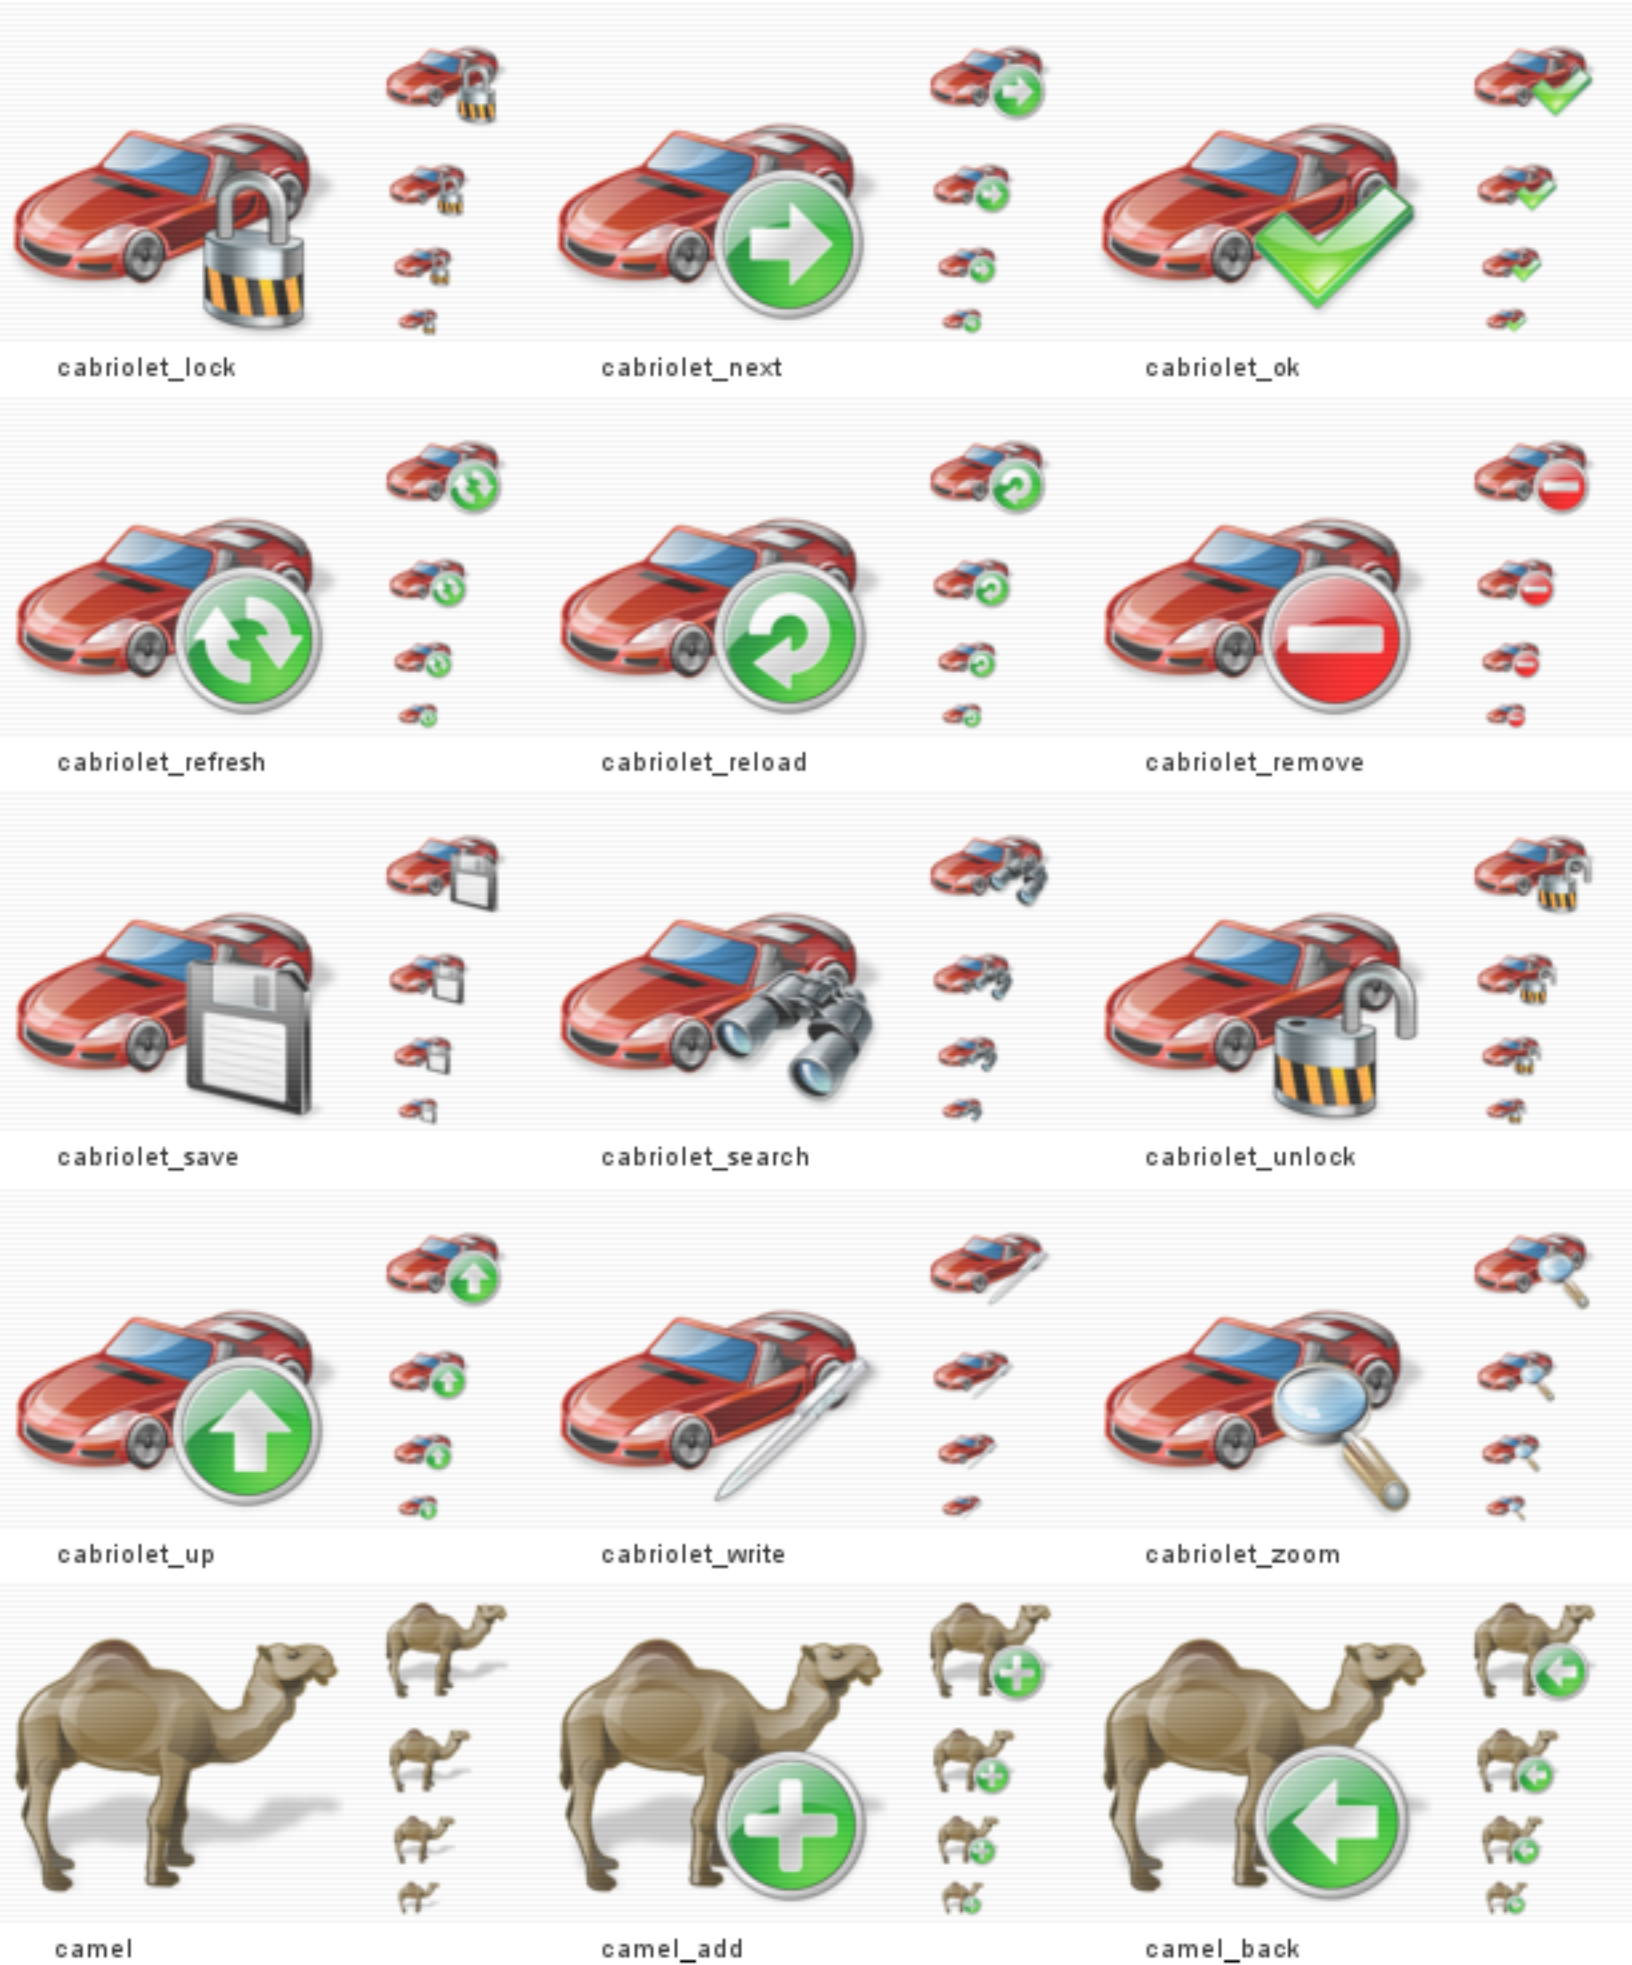 cabriolet_lock
cabriolet_next
cabriolet_ok
cabriolet_refresh
cabriolet_reload
cabriolet_remove
cabriolet_save
cabriolet_search
cabriolet_unlock
cabriolet_up
cabriolet_write
cabriolet_zoom
camel
camel_add
camel_back